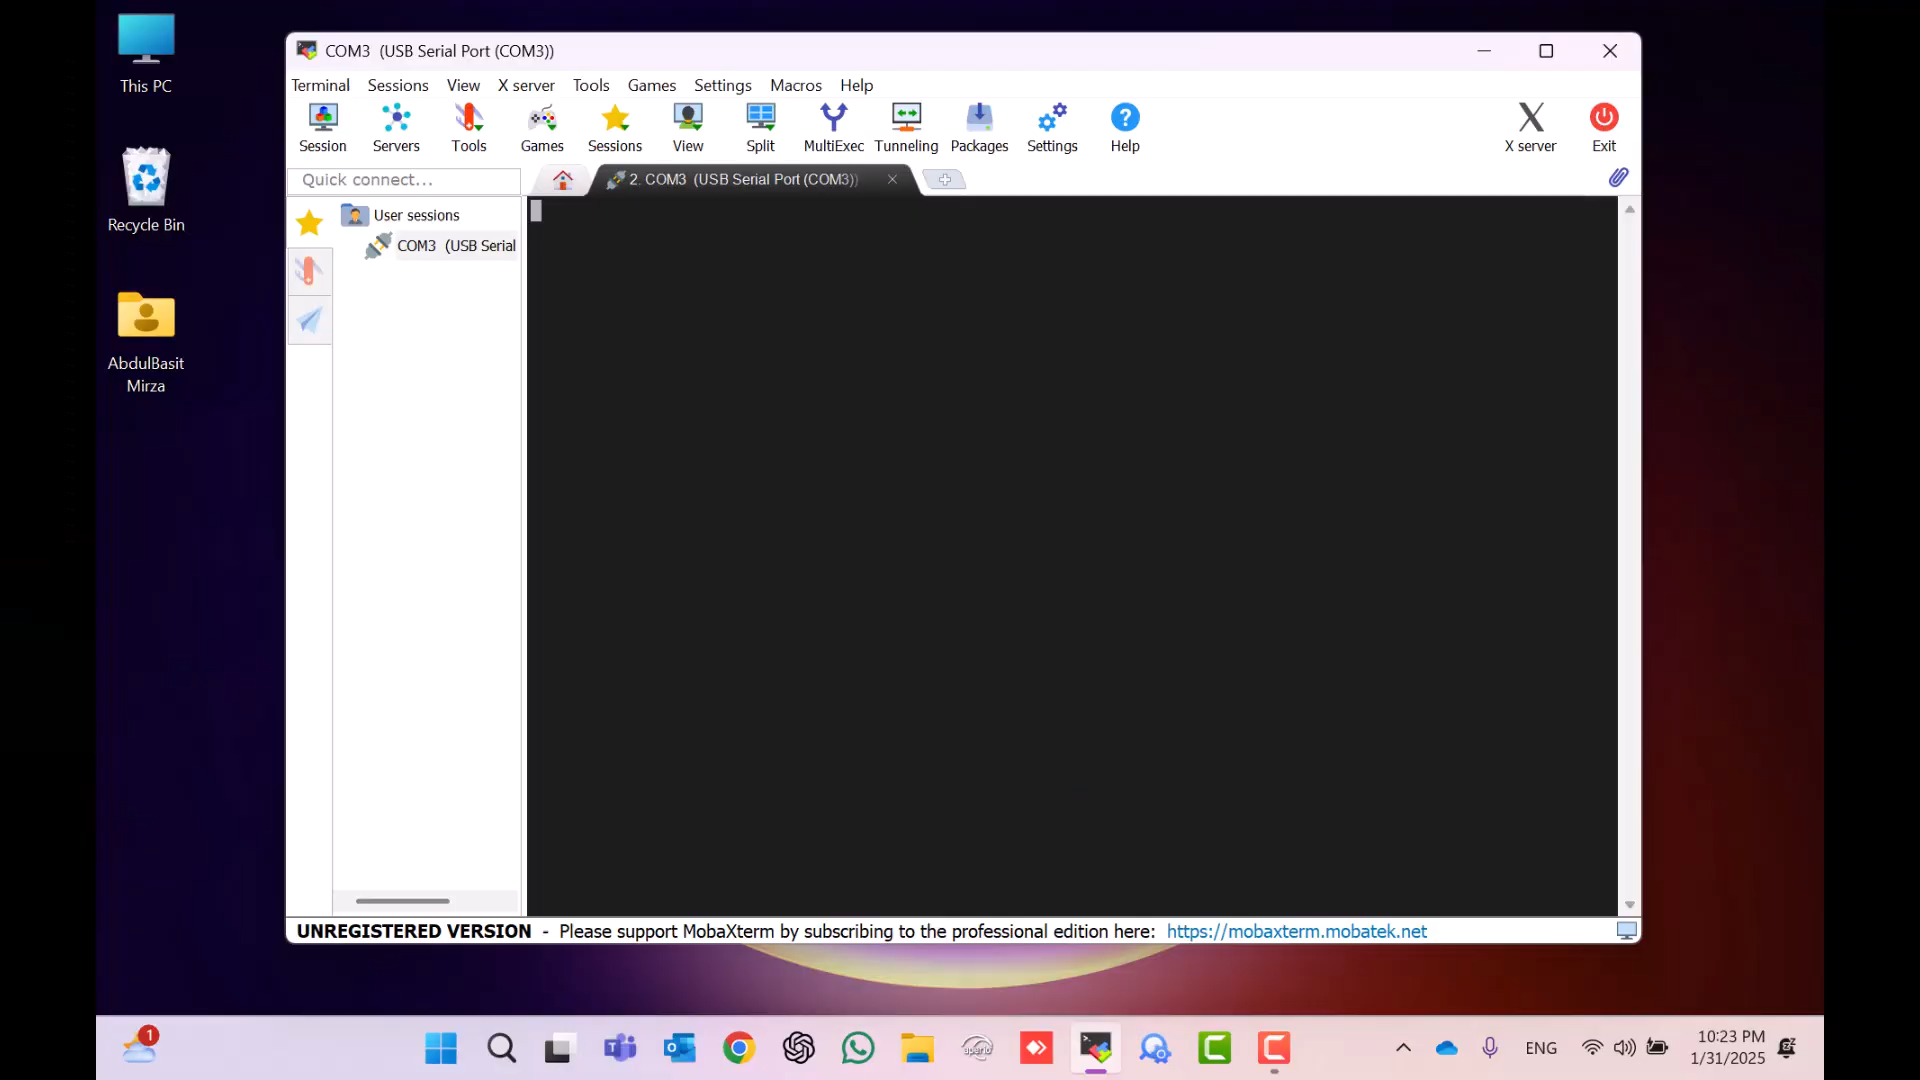 This PC
Recycle Bin
AbdulBasit
Mirza
COM3 (USB Serial Port (COM3))
Terminal Sessions View X server Tools Games Settings Macros Help
Session Servers Tools Games Sessions View Split MultiExec Tunneling Packages Settings Help X server Exit
Quick connect...
2. COM3 (USB Serial Port (COM3))
User sessions
COM3 (USB Serial
UNREGISTERED VERSION - Please support MobaXterm by subscribing to the professional edition here: https://mobaxterm.mobatek.net
1
ENG
10:23 PM
1/31/2025